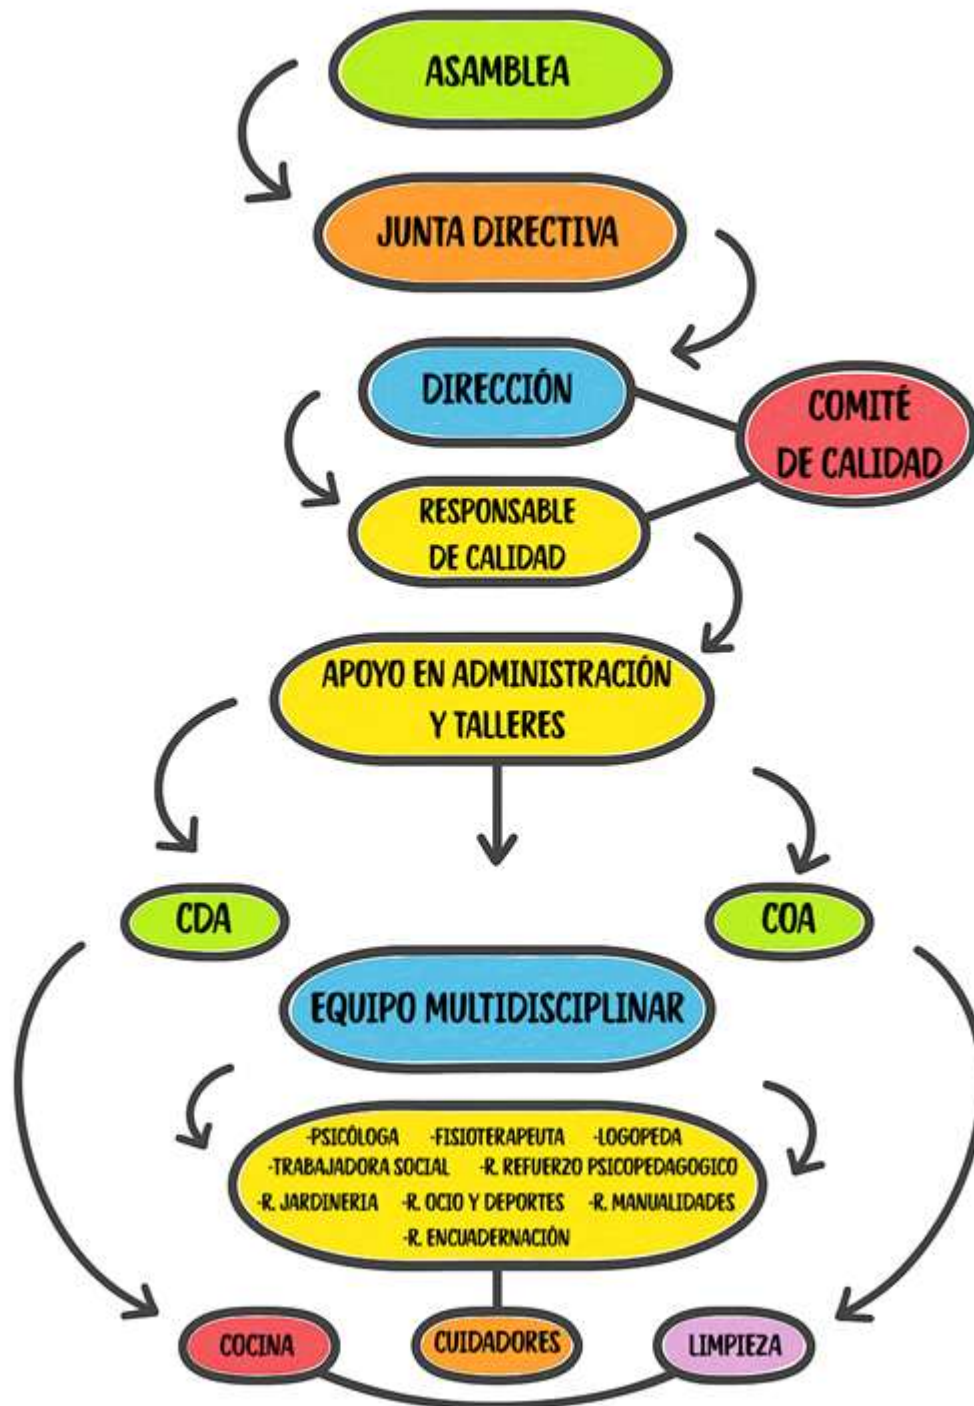 ASAMBLEA
JUNTA DIRECTIVA
DIRECCIÓN
COMITÉ
DE CALIDAD
RESPONSABLE
DE CALIDAD
APOYO EN ADMINISTRACIÓN
Y TALLERES
CDA
COA
EQUIPO MULTIDISCIPLINAR
-PSICÓLOGA -FISIOTERAPEUTA -LOGOPEDA
-TRABAJADORA SOCIAL -R. REFUERZO PSICOPEDAGOGICO
-R. JARDINERIA -R. OCIO Y DEPORTES -R. MANUALIDADES
-R. ENCUADERNACIÓN
COCINA
CUIDADORES
LIMPIEZA